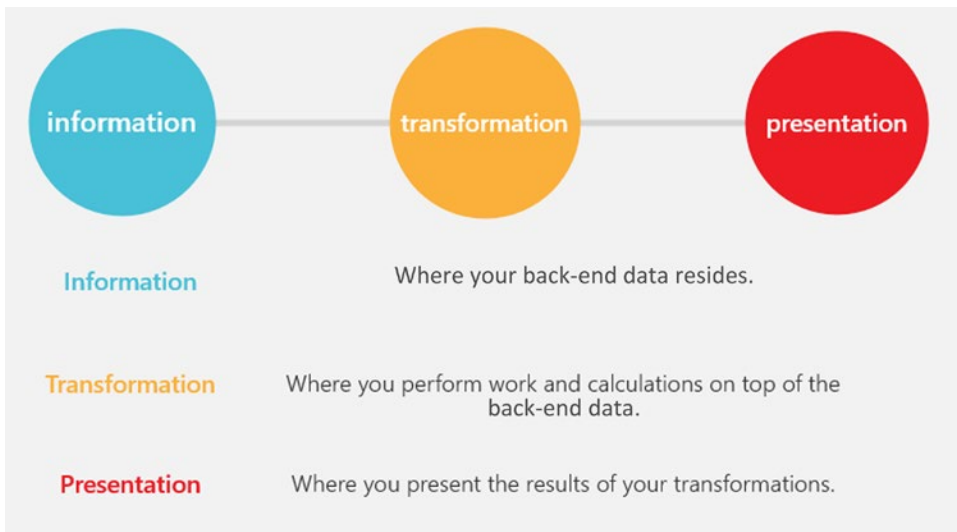 information
transformation
presentation
Information
Where your back-end data resides.
Transformation
Where you perform work and calculations on top of the
back-end data.
Presentation
Where you present the results of your transformations.